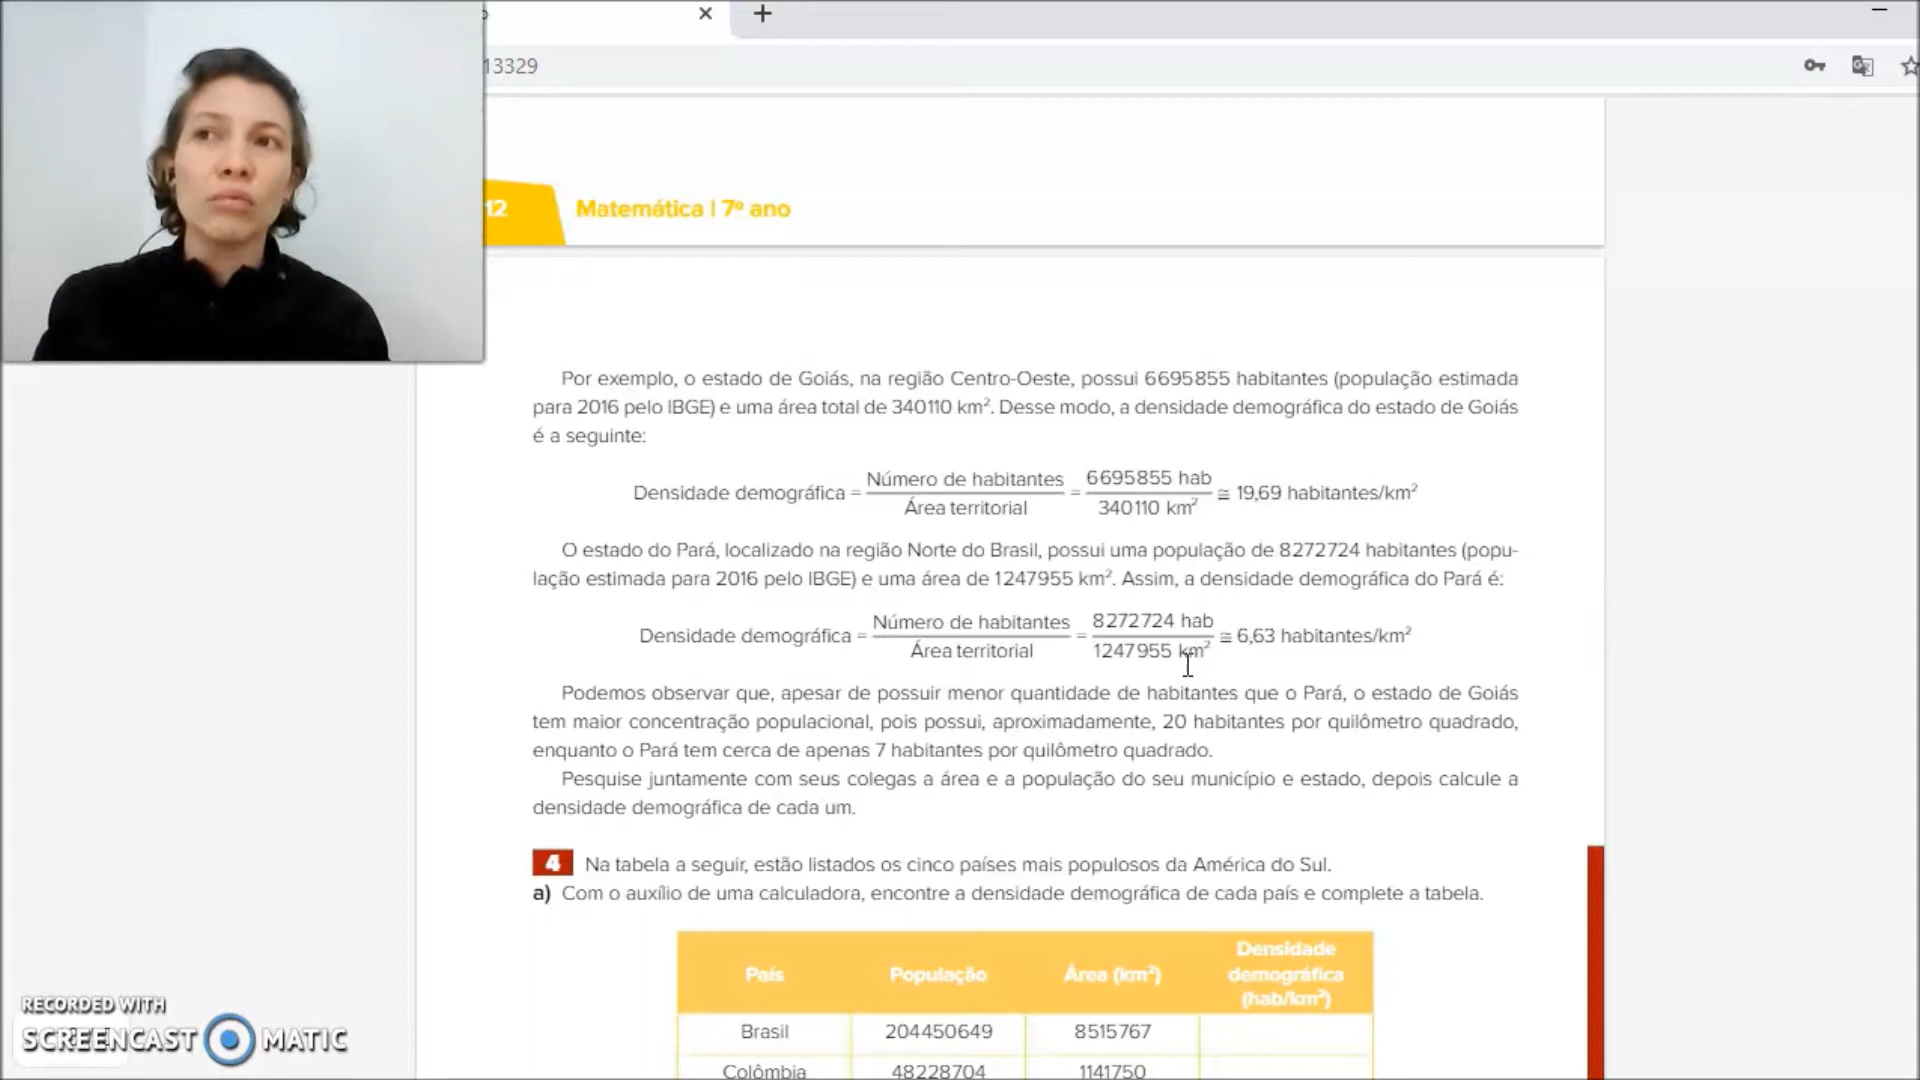 13329
12
Matemática | 7º ano
Por exemplo, o estado de Goiás, na região Centro-Oeste, possui 6695855 habitantes (população estimada
para 2016 pelo IBGE) e uma área total de 340110 km². Desse modo, a densidade demográfica do estado de Goiás
é a seguinte:
Densidade demográfica = Número de habitantes / Área territorial = 6695855 hab / 340110 km² ≅ 19,69 habitantes/km²
O estado do Pará, localizado na região Norte do Brasil, possui uma população de 8272724 habitantes (popu-
lação estimada para 2016 pelo IBGE) e uma área de 1247955 km². Assim, a densidade demográfica do Pará é:
Densidade demográfica = Número de habitantes / Área territorial = 8272724 hab / 1247955 km² ≅ 6,63 habitantes/km²
Podemos observar que, apesar de possuir menor quantidade de habitantes que o Pará, o estado de Goiás
tem maior concentração populacional, pois possui, aproximadamente, 20 habitantes por quilômetro quadrado,
enquanto o Pará tem cerca de apenas 7 habitantes por quilômetro quadrado.
Pesquise juntamente com seus colegas a área e a população do seu município e estado, depois calcule a
densidade demográfica de cada um.
4 Na tabela a seguir, estão listados os cinco países mais populosos da América do Sul.
a) Com o auxílio de uma calculadora, encontre a densidade demográfica de cada país e complete a tabela.
País População Área (km²) Densidade demográfica (hab/km²)
Brasil 204450649 8515767
Colômbia 48228704 1141750
RECORDED WITH
SCREENCAST MATIC